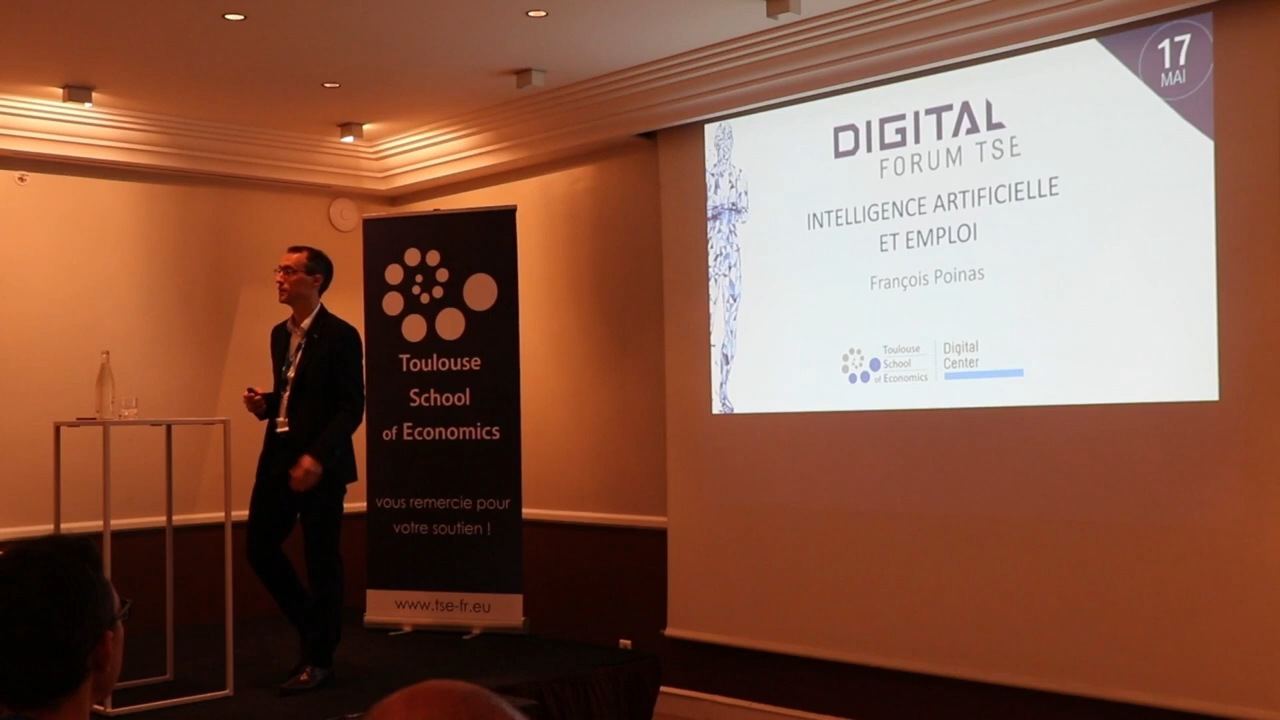 Toulouse
School
of Economics
vous remercie pour
votre soutien !
www.tse-fr.eu
17
MAI
DIGITAL
FORUM TSE
INTELLIGENCE ARTIFICIELLE
ET EMPLOI
François Poinas
Toulouse
School
of Economics
Digital
Center